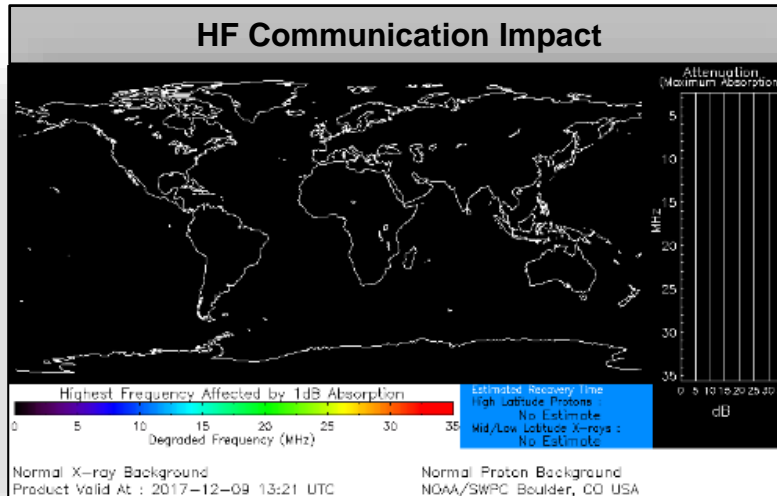 HF Communication Impact
Attenuation
(Maximum Absorption)
5
10
15
20
25
30
35
MHz
0 5 10 15 20 25 30
dB
Highest Frequency Affected by 1dB Absorption
0 5 10 15 20 25 30 35
Degraded Frequency (MHz)
Estimated Recovery Time
High Latitude Protons :
No Estimate
Mid/Low Latitude X-rays :
No Estimate
Normal X-ray Background
Normal Proton Background
Product Valid At : 2017-12-09 13:21 UTC
NOAA/SWPC Boulder, CO USA